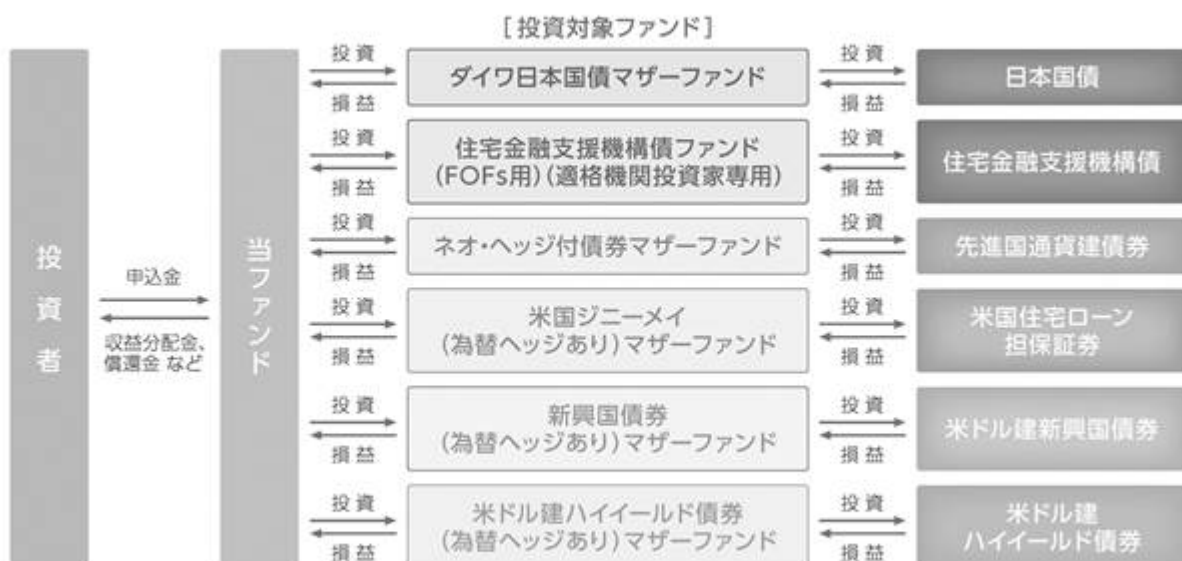 [投資対象ファンド]
投資者
申込金
収益分配金、
償還金 など
当ファンド
投資
損益
ダイワ日本国債マザーファンド
投資
損益
日本国債
投資
損益
住宅金融支援機構債ファンド
(FOFs用)(適格機関投資家専用)
投資
損益
住宅金融支援機構債
投資
損益
ネオ・ヘッジ付債券マザーファンド
投資
損益
先進国通貨建債券
投資
損益
米国ジニーメイ
(為替ヘッジあり)マザーファンド
投資
損益
米国住宅ローン
担保証券
投資
損益
新興国債券
(為替ヘッジあり)マザーファンド
投資
損益
米ドル建新興国債券
投資
損益
米ドル建ハイイールド債券
(為替ヘッジあり)マザーファンド
投資
損益
米ドル建
ハイイールド債券